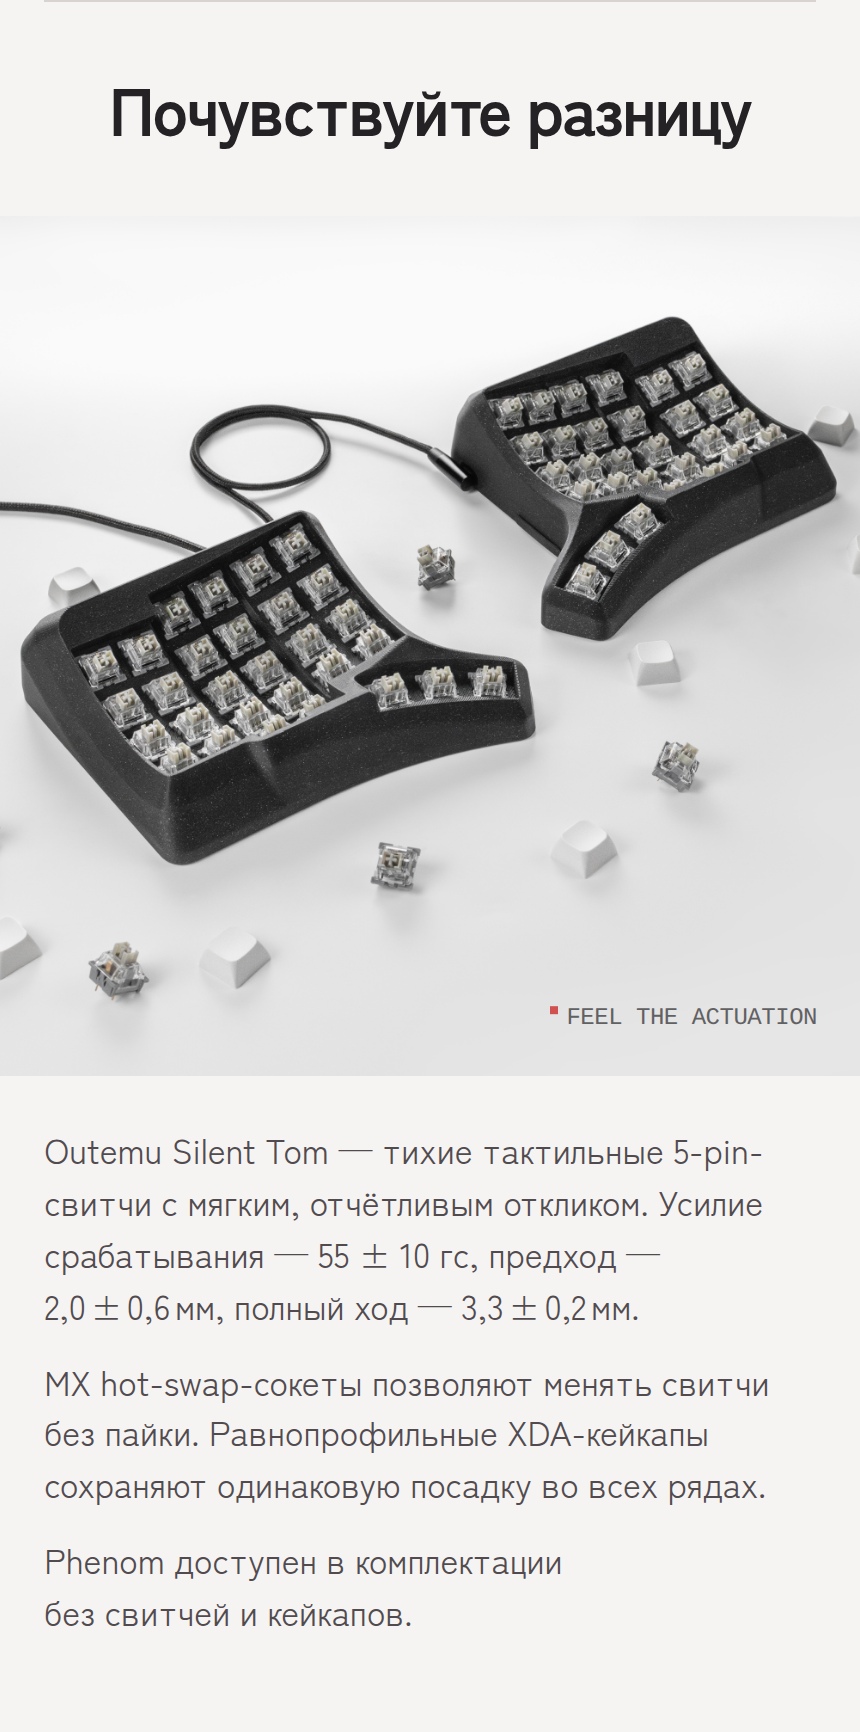 Почувствуйте разницу
FEEL THE ACTUATION
Outemu Silent Tom — тихие тактильные 5-pin-
свитчи с мягким, отчётливым откликом. Усилие
срабатывания — 55 ± 10 гс, предход —
2,0 ± 0,6 мм, полный ход — 3,3 ± 0,2 мм.
MX hot-swap-сокеты позволяют менять свитчи
без пайки. Равнопрофильные XDA-кейкапы
сохраняют одинаковую посадку во всех рядах.
Phenom доступен в комплектации
без свитчей и кейкапов.